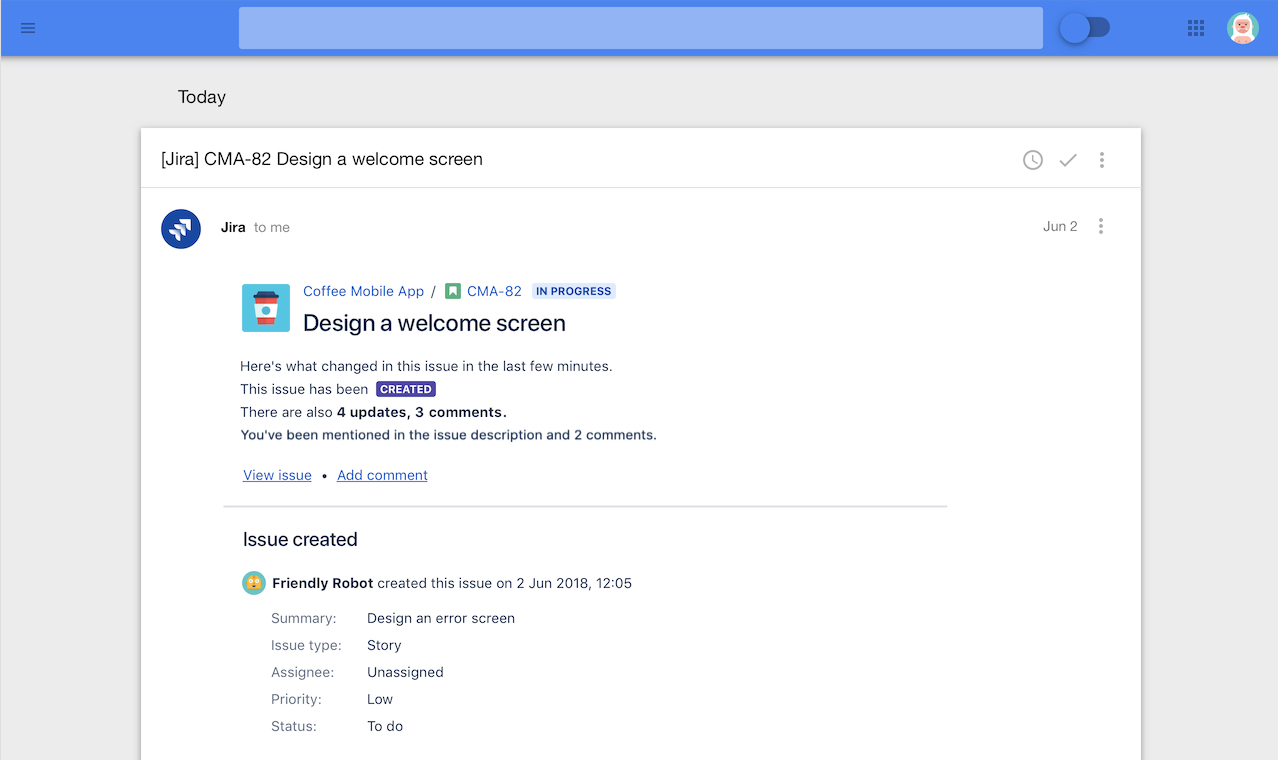 Today
[Jira] CMA-82 Design a welcome screen
Jira to me Jun 2
Coffee Mobile App / CMA-82 IN PROGRESS
Design a welcome screen
Here's what changed in this issue in the last few minutes.
This issue has been CREATED
There are also 4 updates, 3 comments.
You've been mentioned in the issue description and 2 comments.
View issue • Add comment
Issue created
Friendly Robot created this issue on 2 Jun 2018, 12:05
Summary: Design an error screen
Issue type: Story
Assignee: Unassigned
Priority: Low
Status: To do